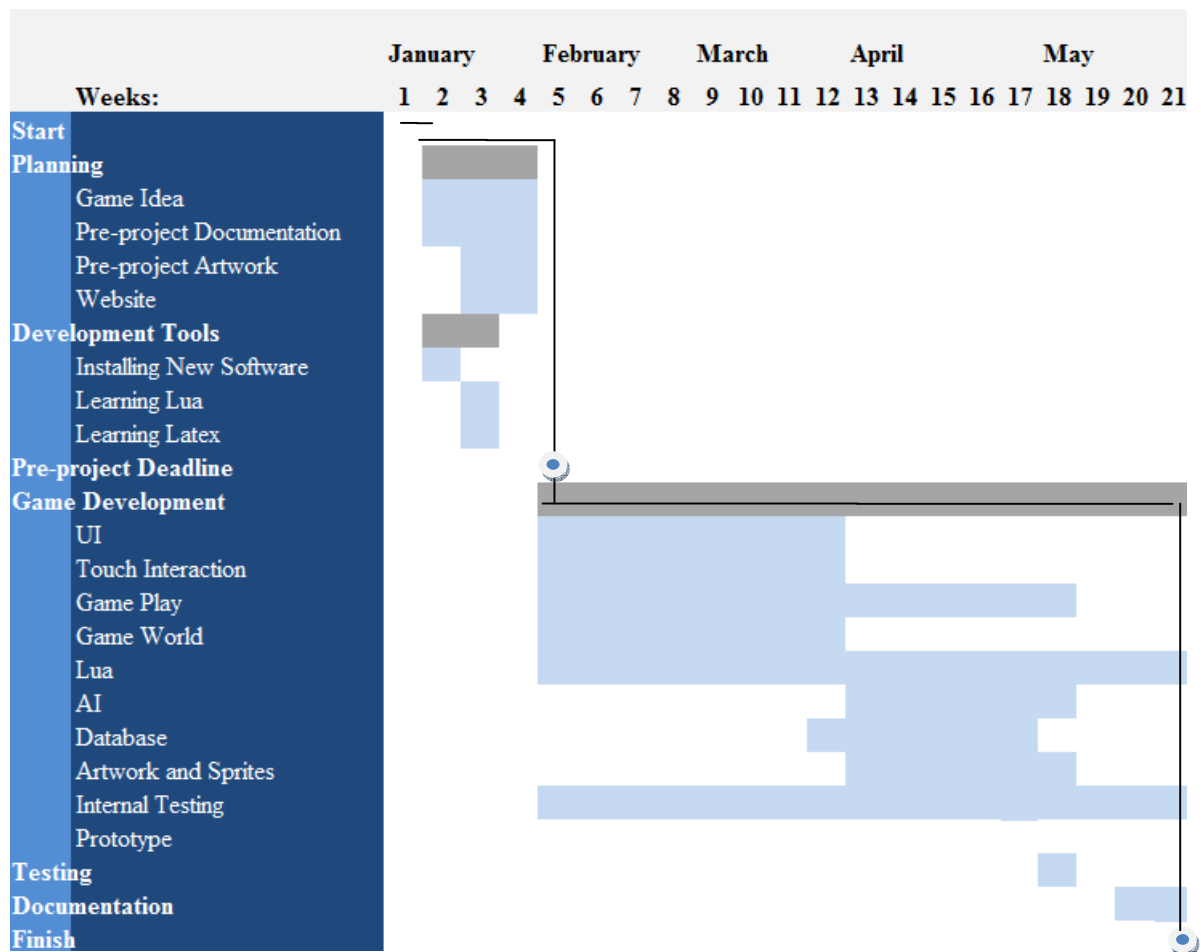 January February March April May
Weeks: 1 2 3 4 5 6 7 8 9 10 11 12 13 14 15 16 17 18 19 20 21
Start
Planning
Game Idea
Pre-project Documentation
Pre-project Artwork
Website
Development Tools
Installing New Software
Learning Lua
Learning Latex
Pre-project Deadline
Game Development
UI
Touch Interaction
Game Play
Game World
Lua
AI
Database
Artwork and Sprites
Internal Testing
Prototype
Testing
Documentation
Finish